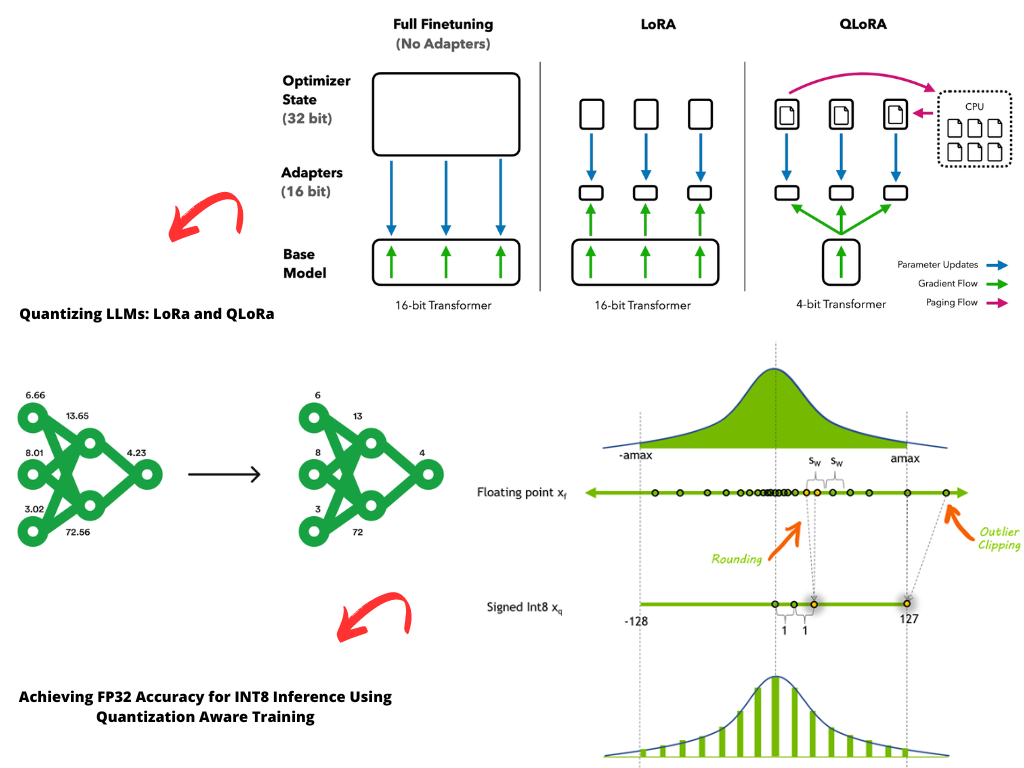 Full Finetuning
(No Adapters)
LoRA
QLoRA
Optimizer
State
(32 bit)
CPU
Adapters
(16 bit)
Base
Model
Parameter Updates
Gradient Flow
Paging Flow
16-bit Transformer
16-bit Transformer
4-bit Transformer
Quantizing LLMs: LoRa and QLoRa
6.66
13.65
8.01
4.23
3.02
72.56
6
13
8
4
3
72
-amax
amax
sw sw
Floating point xf
Rounding
Outlier
Clipping
Signed Int8 xq
-128
127
1 1
Achieving FP32 Accuracy for INT8 Inference Using
Quantization Aware Training